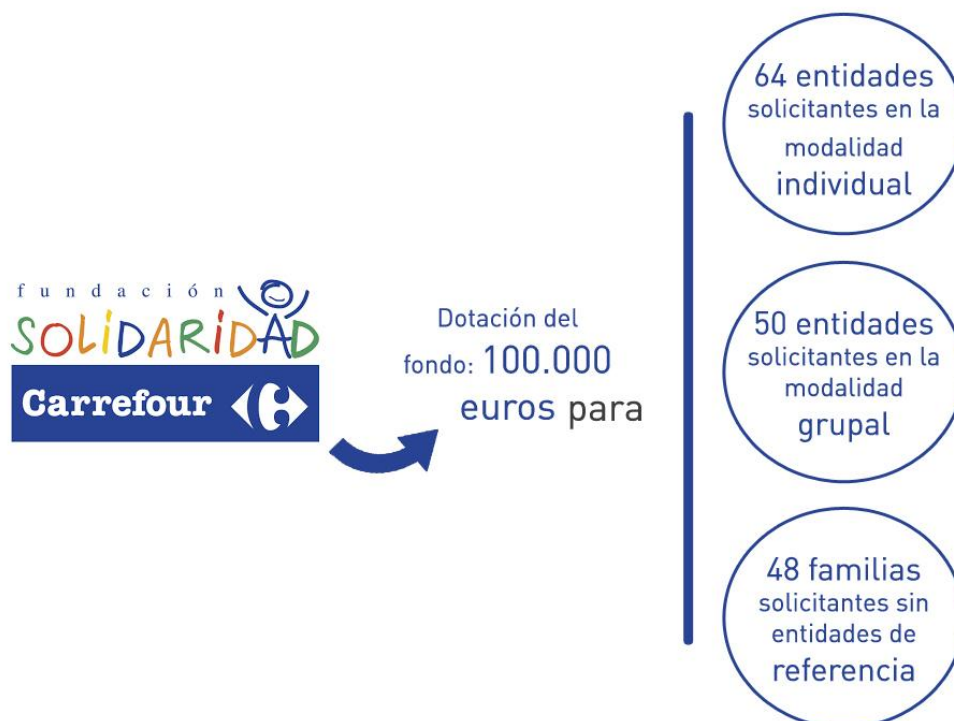 fundación
SOLIDARIDAD
Carrefour
Dotación del
fondo: 100.000
euros para
64 entidades
solicitantes en la
modalidad
individual
50 entidades
solicitantes en la
modalidad
grupal
48 familias
solicitantes sin
entidades de
referencia